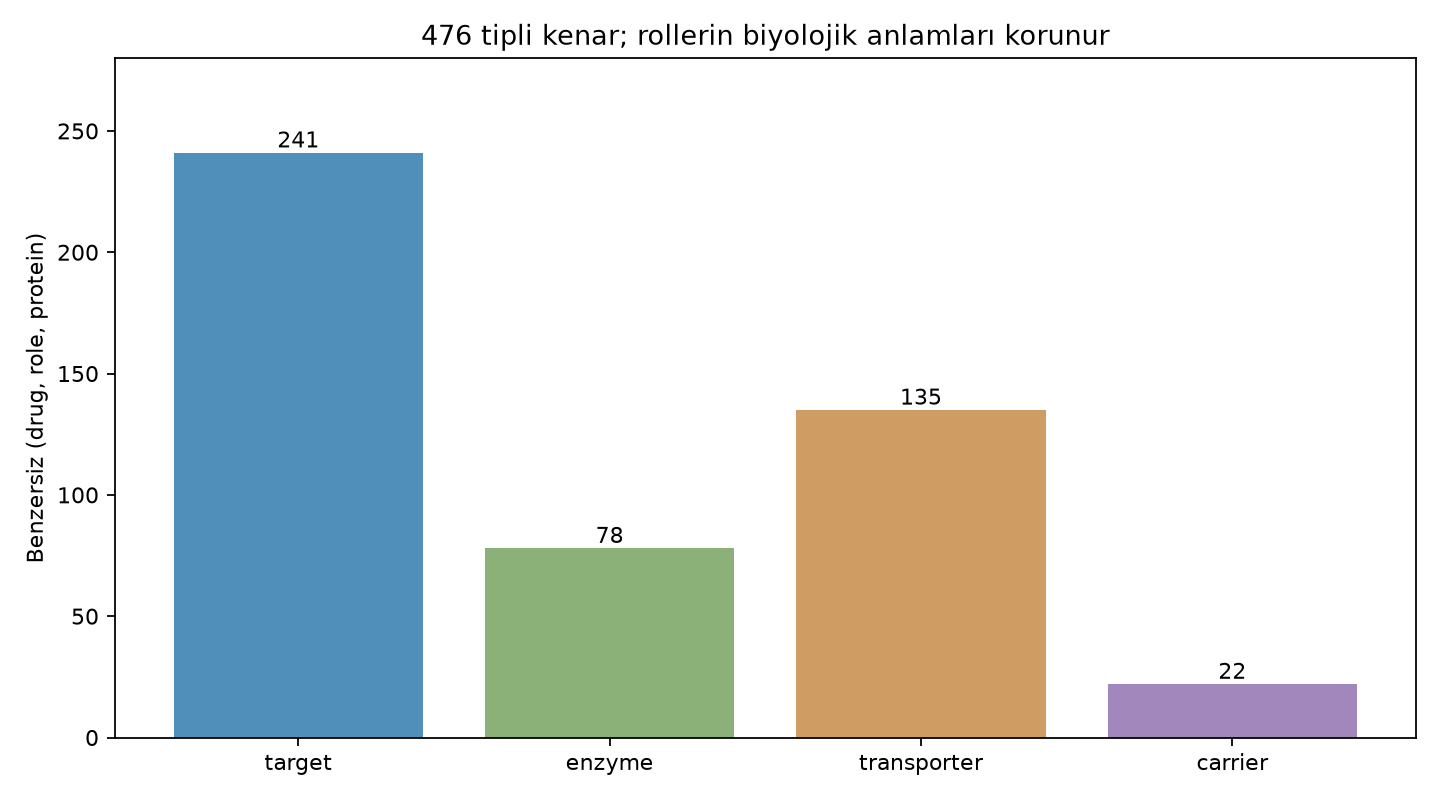 476 tipli kenar; rollerin biyolojik anlamları korunur
Benzersiz (drug, role, protein)
250
200
150
100
50
0
241
78
135
22
target
enzyme
transporter
carrier